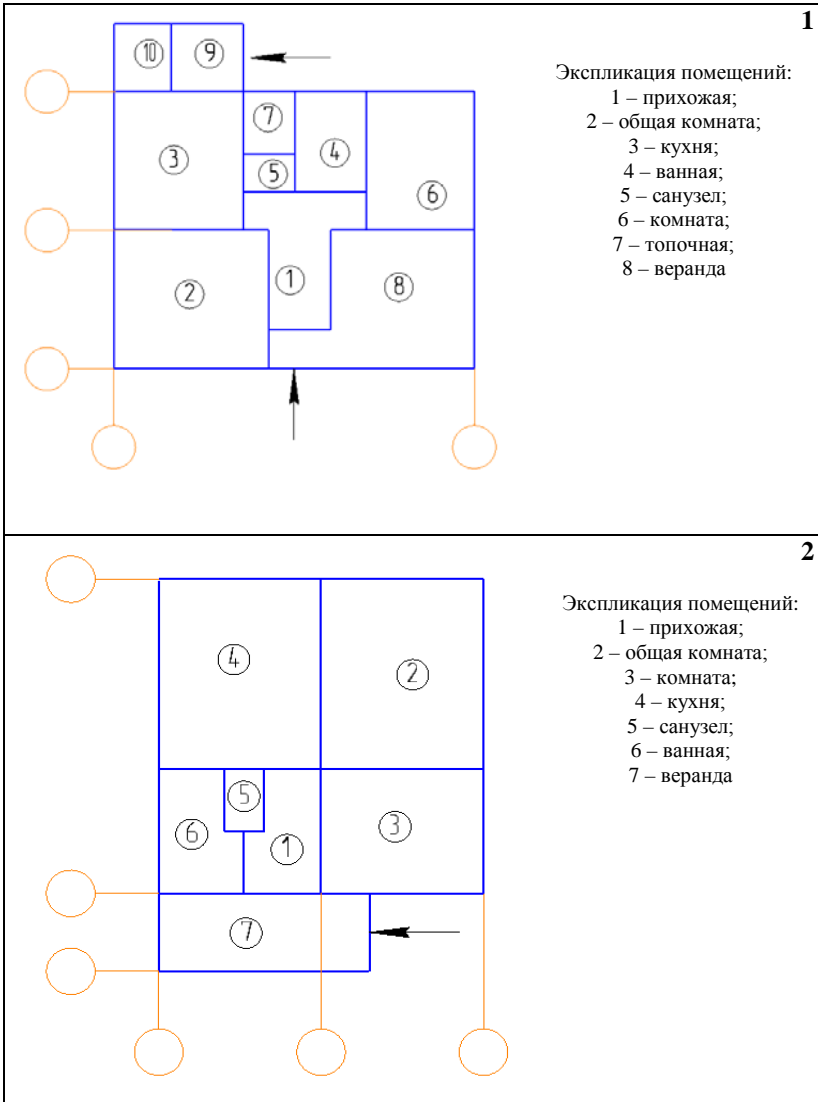 1
10 9
7
3 4
5
6
2 1 8
Экспликация помещений:
1 – прихожая;
2 – общая комната;
3 – кухня;
4 – ванная;
5 – санузел;
6 – комната;
7 – топочная;
8 – веранда
2
4
2
5
6 1 3
7
Экспликация помещений:
1 – прихожая;
2 – общая комната;
3 – комната;
4 – кухня;
5 – санузел;
6 – ванная;
7 – веранда